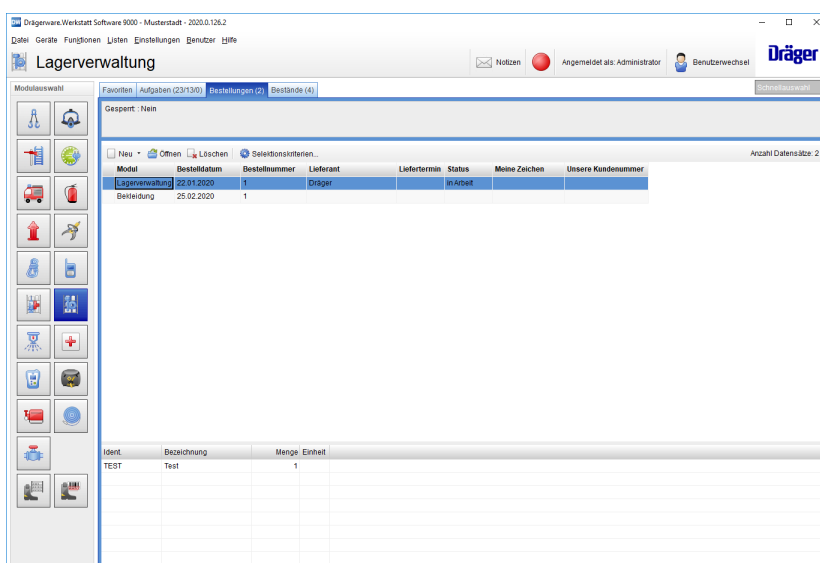 Drägerware.Werkstatt Software 9000 - Musterstadt - 2020.0.126.2
Datei Geräte Funktionen Listen Einstellungen Benutzer Hilfe
Lagerverwaltung
Notizen
Angemeldet als: Administrator
Benutzerwechsel
Dräger
Modulauswahl
Favoriten Aufgaben (23/13/0) Bestellungen (2) Bestände (4)
Schnellauswahl
Gesperrt : Nein
Neu Öffnen Löschen Selektionskriterien...
Anzahl Datensätze: 2
Modul Bestelldatum Bestellnummer Lieferant Liefertermin Status Meine Zeichen Unsere Kundenummer
Lagerverwaltung 22.01.2020 1 Dräger in Arbeit
Bekleidung 25.02.2020 1
Ident. Bezeichnung Menge Einheit
TEST Test 1